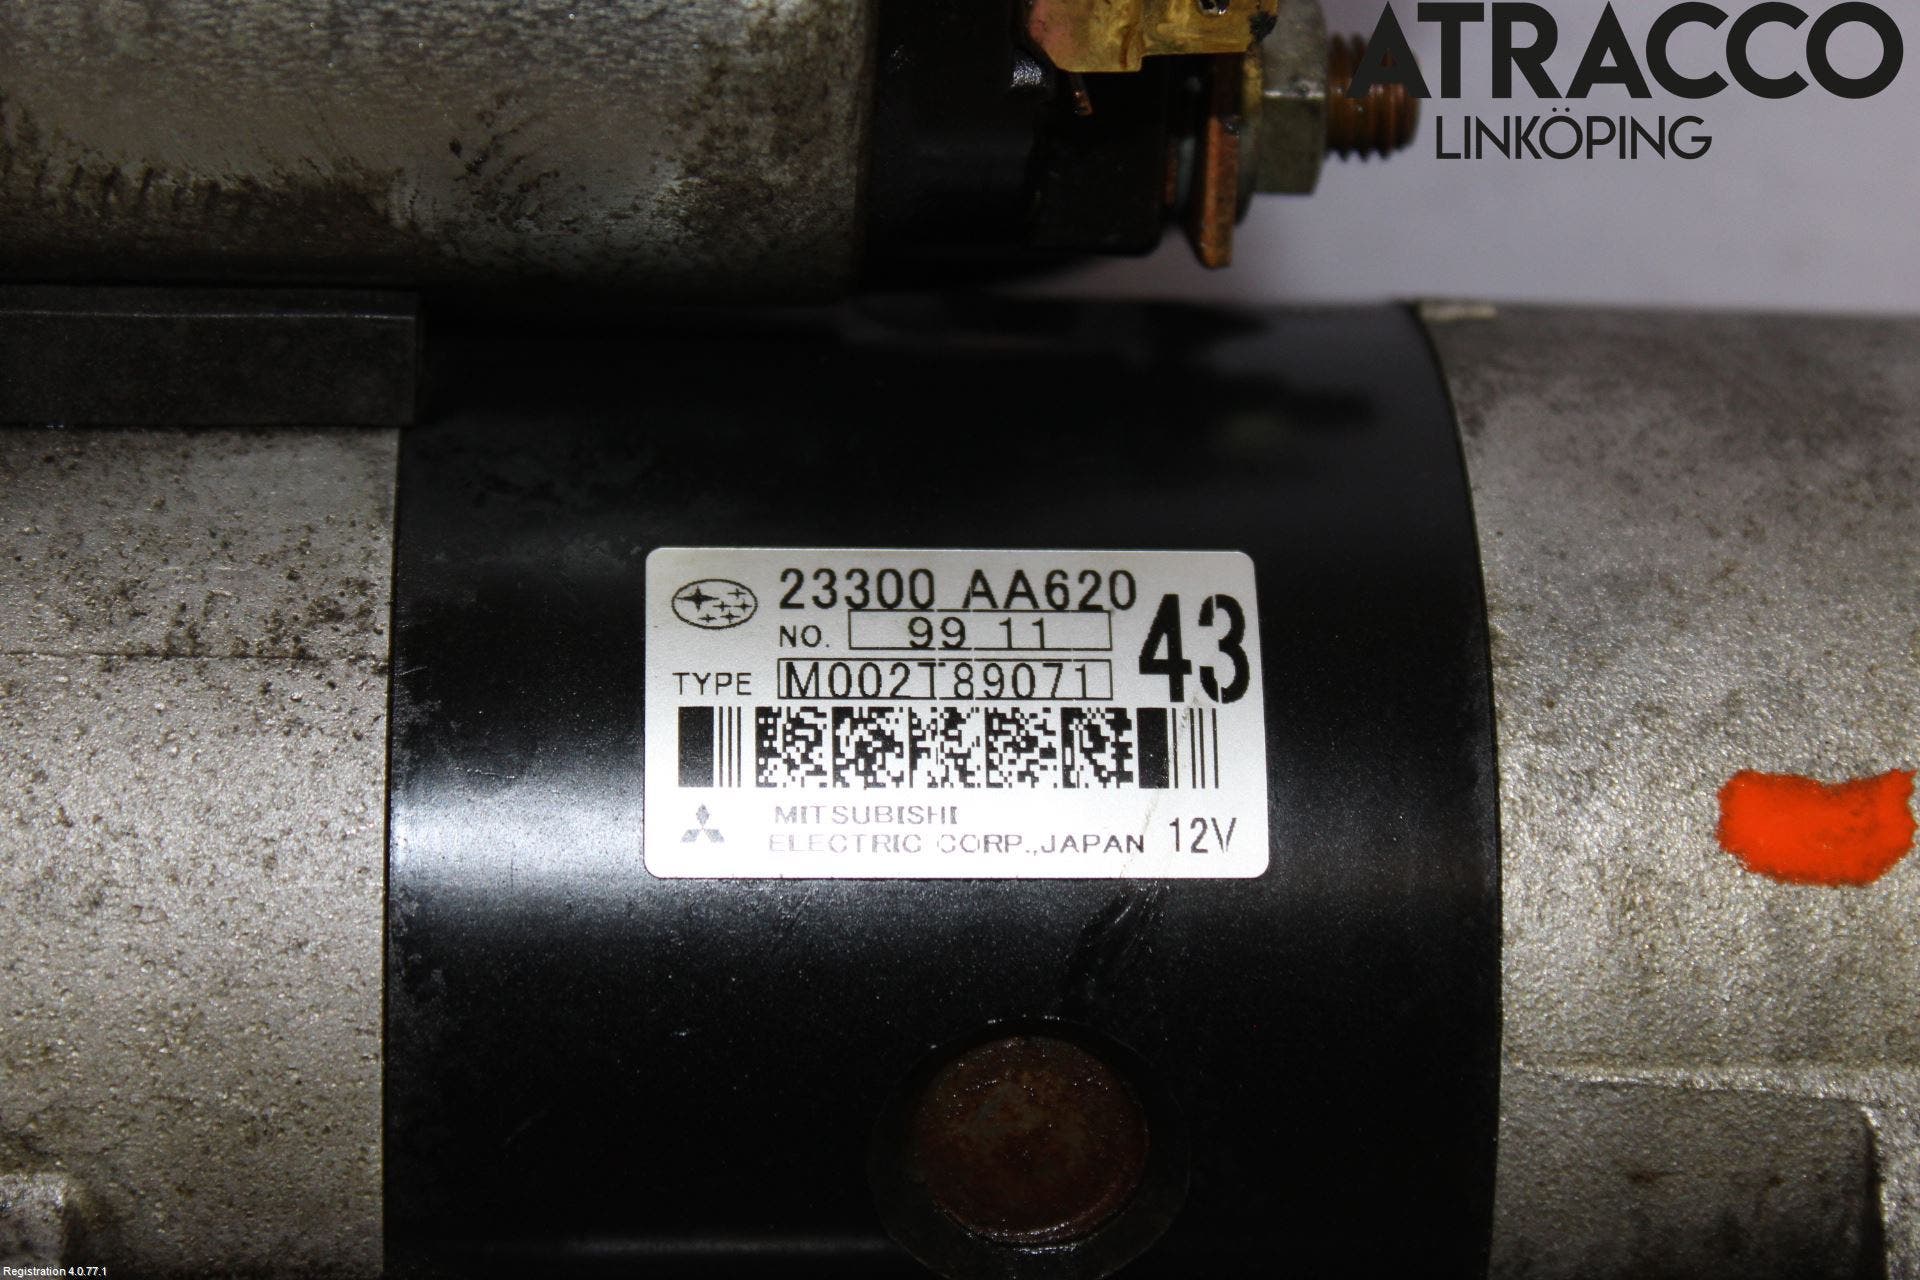 ATRACCO
LINKÖPING
23300 AA620
NO. 99 11
43
TYPE M002T89071
MITSUBISHI
ELECTRIC CORP., JAPAN 12V
Registration 4.0.77.1